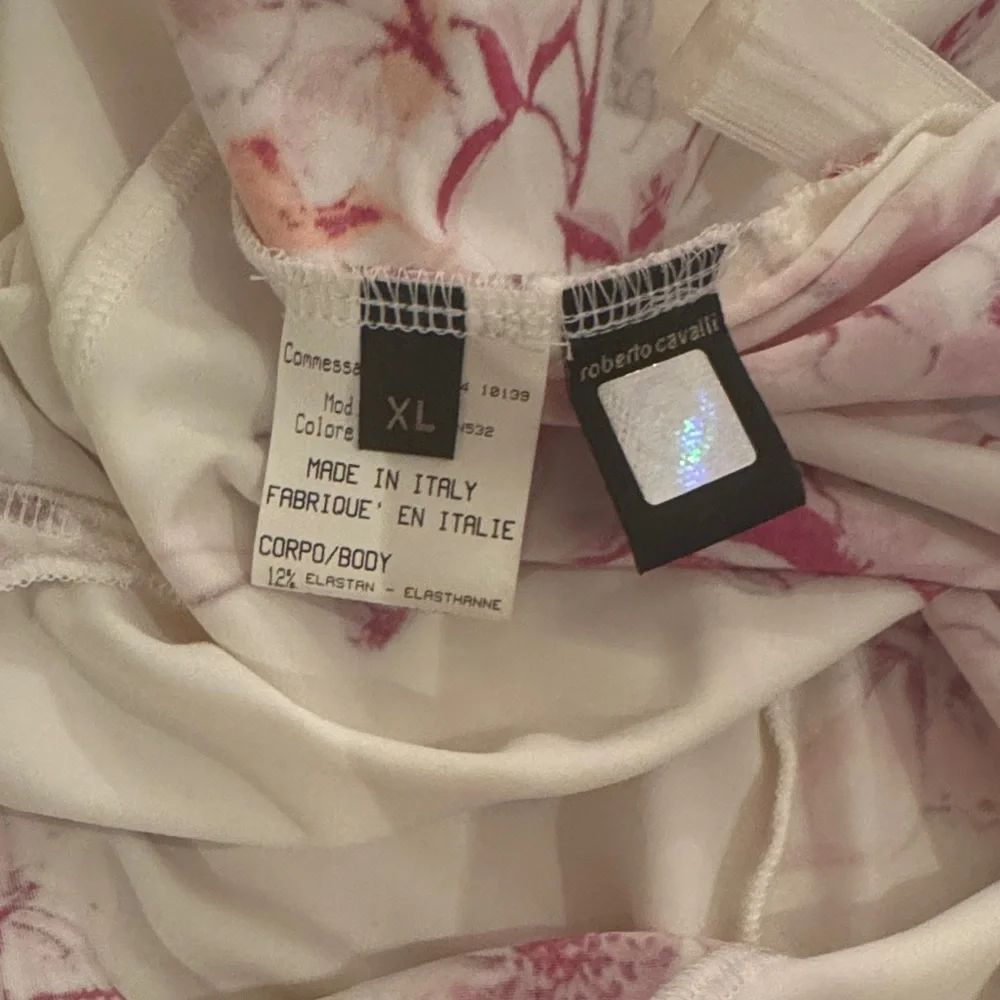 Commessa 4 10139
XL
Mod.
Colore 532
MADE IN ITALY
FABRIQUE' EN ITALIE
CORPO/BODY
12% ELASTAN - ELASTHANNE
roberto cavalli